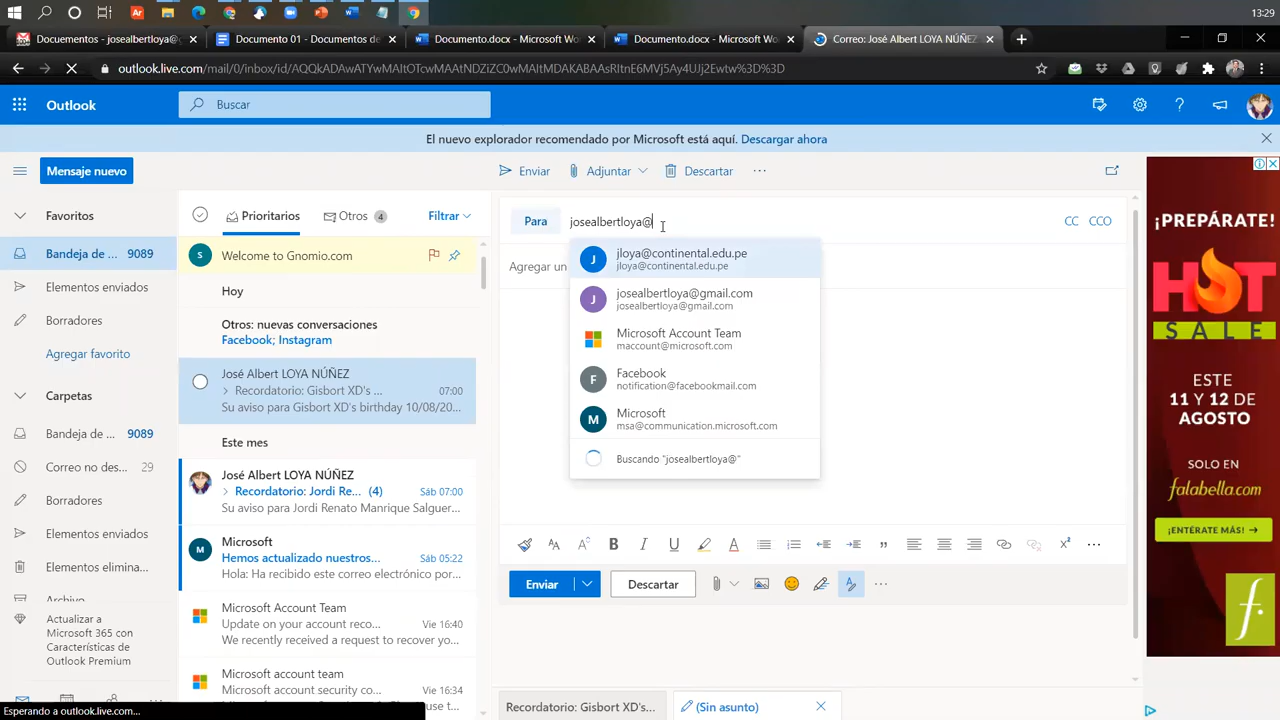 13:29
Documentos - josealbertloya@
Documento 01 - Documentos de
Documento.docx - Microsoft Wo
Documento.docx - Microsoft Wo
Correo: José Albert LOYA NÚÑEZ
outlook.live.com/mail/0/inbox/id/AQQkADAwATYwMAItOTcwMAAtNDZiZC0wMAItMDAKABAAsRItnE6MVj5Ay4UJj2Ewtw%3D%3D
Outlook
Buscar
El nuevo explorador recomendado por Microsoft está aquí. Descargar ahora
Mensaje nuevo
Enviar
Adjuntar
Descartar
Favoritos
Bandeja de ... 9089
Elementos enviados
Borradores
Agregar favorito
Carpetas
Bandeja de ... 9089
Correo no des... 29
Borradores
Elementos enviados
Elementos elimina...
Archivo
Actualizar a
Microsoft 365 con
Características de
Outlook Premium
Prioritarios
Otros 4
Filtrar
S
Welcome to Gnomio.com
Hoy
Otros: nuevas conversaciones
Facebook; Instagram
José Albert LOYA NÚÑEZ
Recordatorio: Gisbort XD's ... 07:00
Su aviso para Gisbort XD's birthday 10/08/20...
Este mes
José Albert LOYA NÚÑEZ
Recordatorio: Jordi Re... (4) Sáb 07:00
Su aviso para Jordi Renato Manrique Salguer...
M
Microsoft
Hemos actualizado nuestros... Sáb 05:22
Hola: Ha recibido este correo electrónico por...
Microsoft Account Team
Update on your account reco... Vie 16:40
We recently received a request to recover yo...
Microsoft account team
Microsoft account security co... Vie 16:34
Para
josealbertloya@
CC
CCO
Agregar un
J
jloya@continental.edu.pe
jloya@continental.edu.pe
J
josealbertloya@gmail.com
josealbertloya@gmail.com
Microsoft Account Team
maccount@microsoft.com
F
Facebook
notification@facebookmail.com
M
Microsoft
msa@communication.microsoft.com
Buscando "josealbertloya@"
Enviar
Descartar
Recordatorio: Gisbort XD's...
(Sin asunto)
¡PREPÁRATE!
HOT
SALE
ESTE
11 Y 12 DE
AGOSTO
SOLO EN
falabella.com
¡ENTÉRATE MÁS!
f.
Esperando a outlook.live.com...